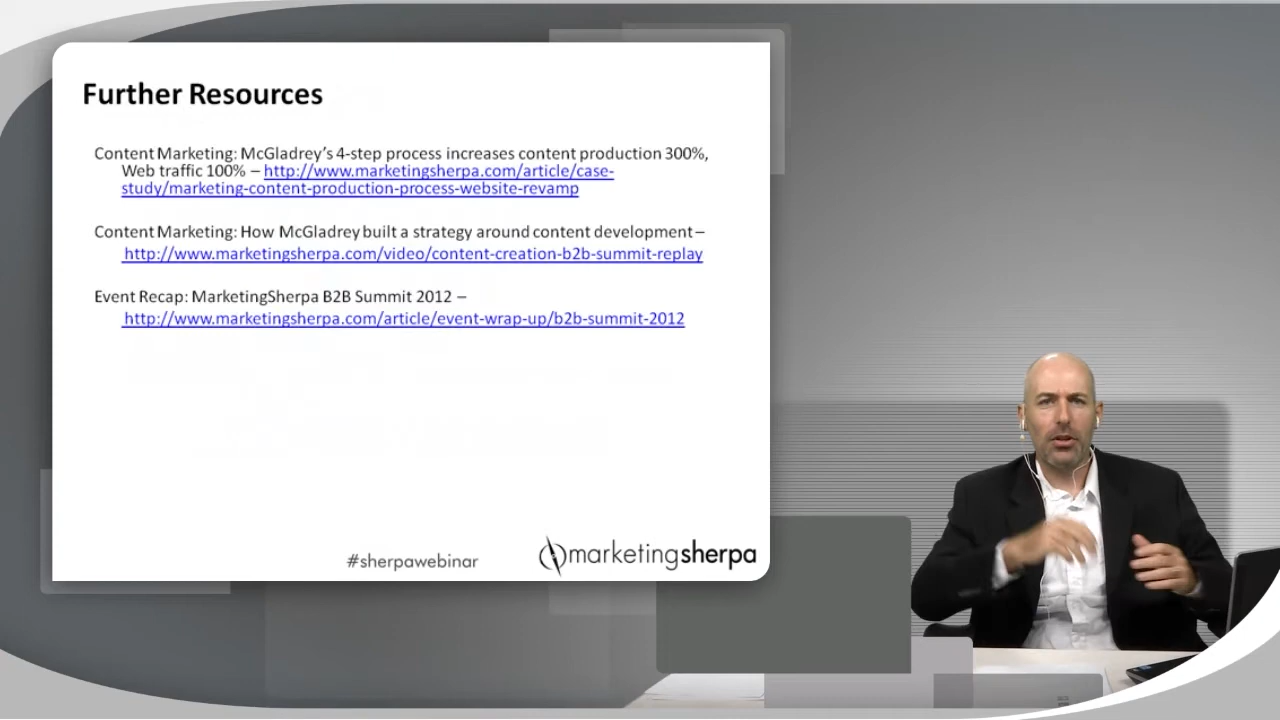 Further Resources
Content Marketing: McGladrey's 4-step process increases content production 300%,
Web traffic 100% – http://www.marketingsherpa.com/article/case-
study/marketing-content-production-process-website-revamp
Content Marketing: How McGladrey built a strategy around content development –
http://www.marketingsherpa.com/video/content-creation-b2b-summit-replay
Event Recap: MarketingSherpa B2B Summit 2012 –
http://www.marketingsherpa.com/article/event-wrap-up/b2b-summit-2012
#sherpawebinar
marketingsherpa